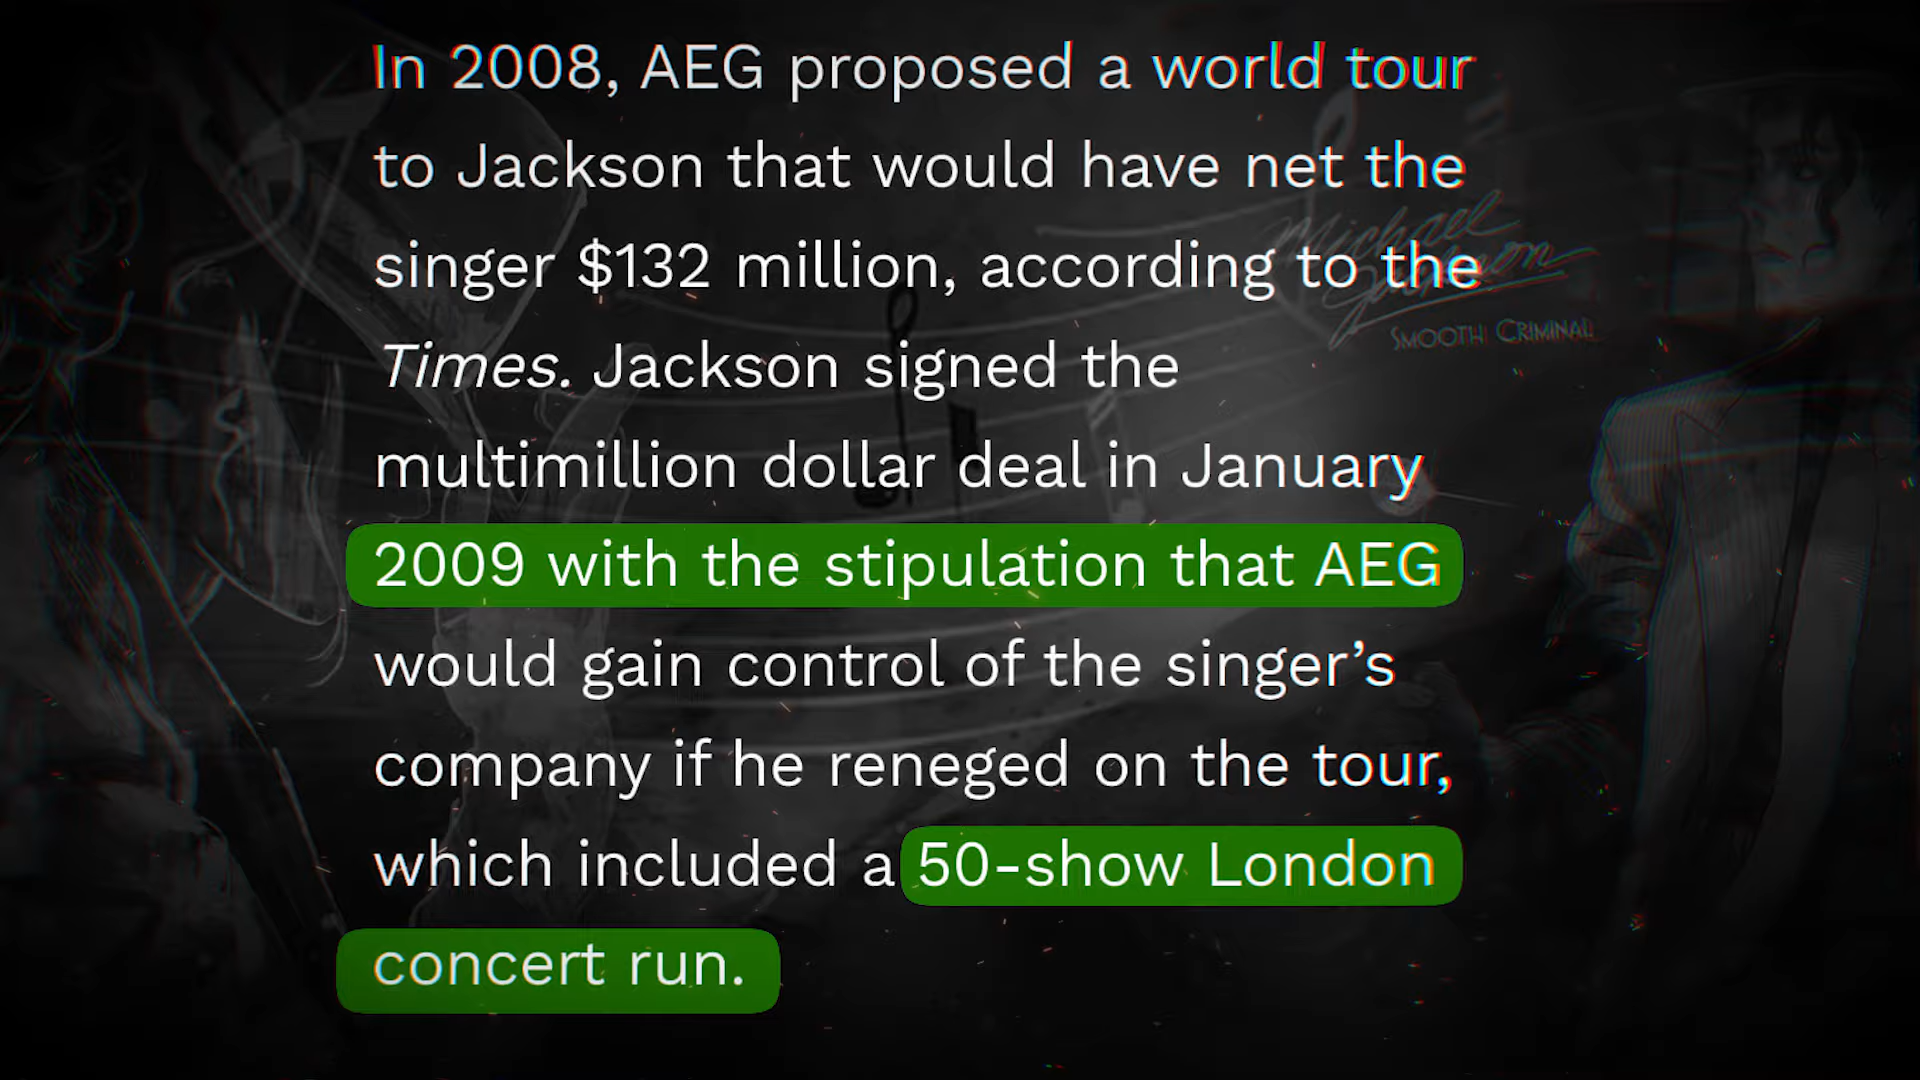 In 2008, AEG proposed a world tour
to Jackson that would have net the
singer $132 million, according to the
Times. Jackson signed the
multimillion dollar deal in January
2009 with the stipulation that AEG
would gain control of the singer’s
company if he reneged on the tour,
which included a 50-show London
concert run.
Michael
Jackson
SMOOTH CRIMINAL